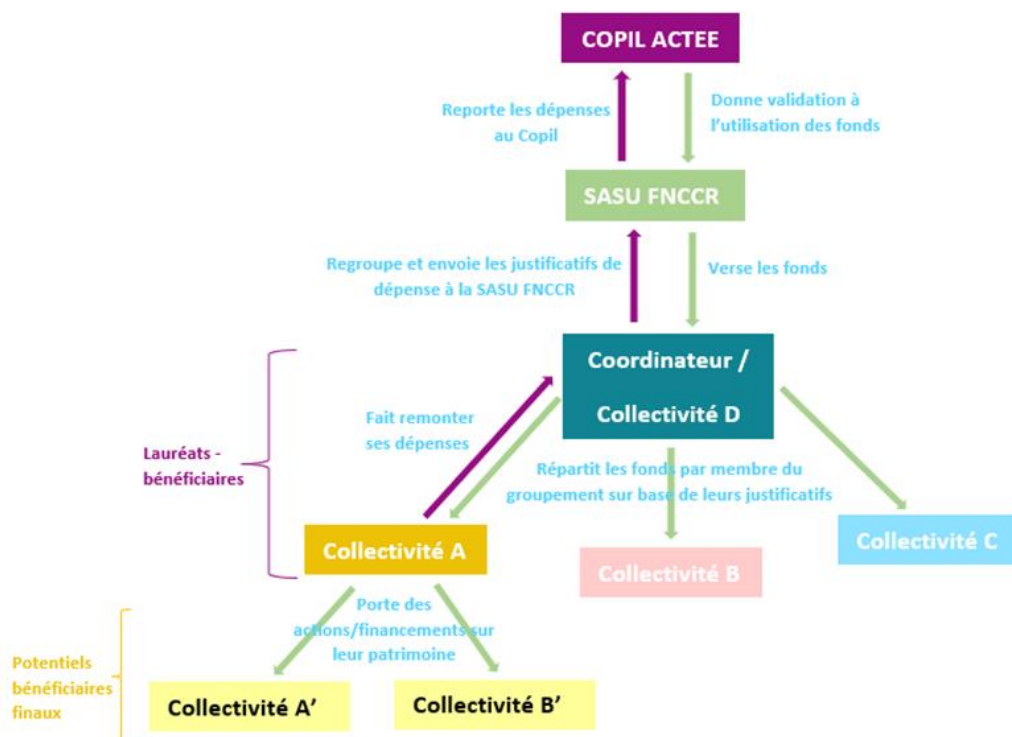 COPIL ACTEE
Reporte les dépenses
au Copil
Donne validation à
l'utilisation des fonds
SASU FNCCR
Regroupe et envoie les justificatifs de
dépense à la SASU FNCCR
Verse les fonds
Coordinateur /
Collectivité D
Fait remonter
ses dépenses
Lauréats -
bénéficiaires
Répartit les fonds par membre du
groupement sur base de leurs justificatifs
Collectivité A
Collectivité B
Collectivité C
Porte des
actions/financements sur
leur patrimoine
Potentiels
bénéficiaires
finaux
Collectivité A'
Collectivité B'